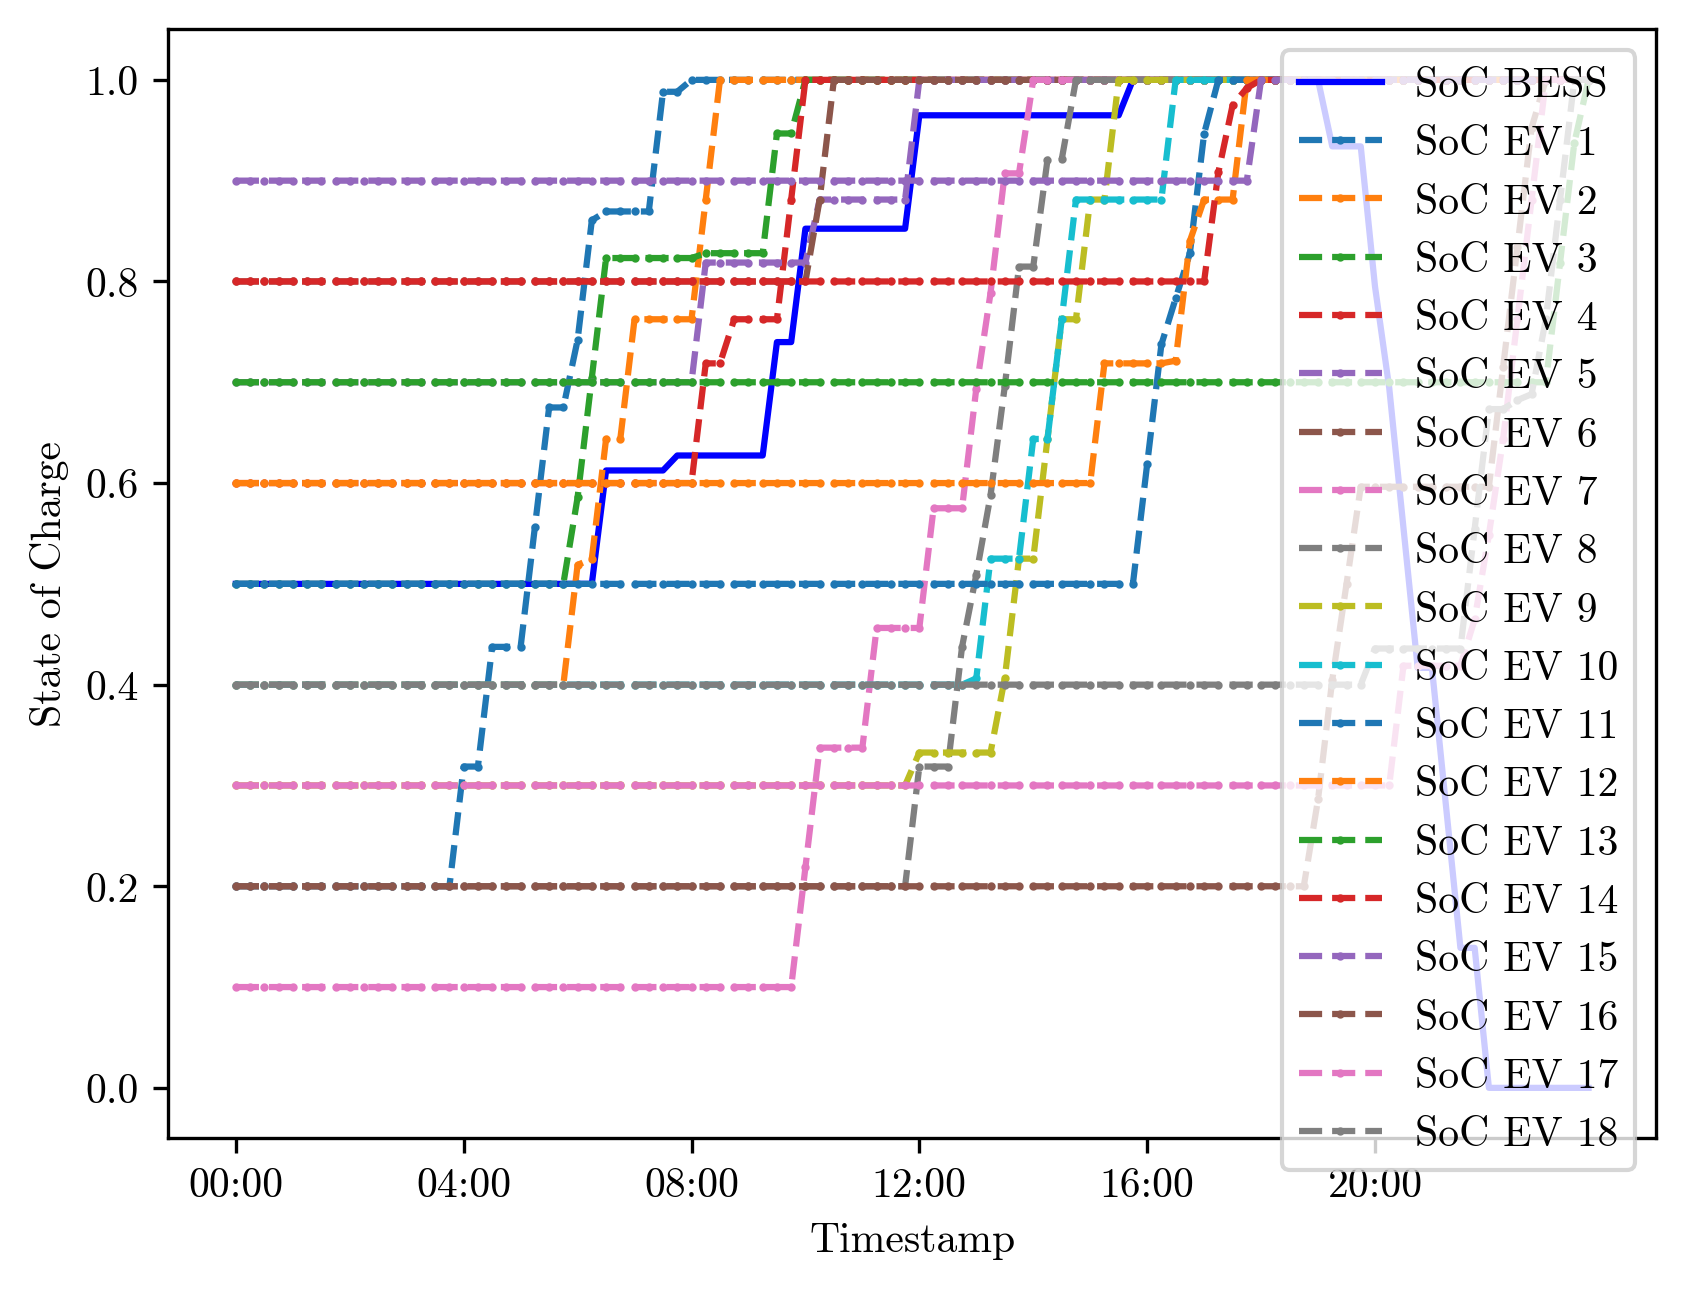 1.0
0.8
0.6
0.4
0.2
0.0
State of Charge
00:00
04:00
08:00
12:00
16:00
20:00
Timestamp
SoC BESS
SoC EV 1
SoC EV 2
SoC EV 3
SoC EV 4
SoC EV 5
SoC EV 6
SoC EV 7
SoC EV 8
SoC EV 9
SoC EV 10
SoC EV 11
SoC EV 12
SoC EV 13
SoC EV 14
SoC EV 15
SoC EV 16
SoC EV 17
SoC EV 18